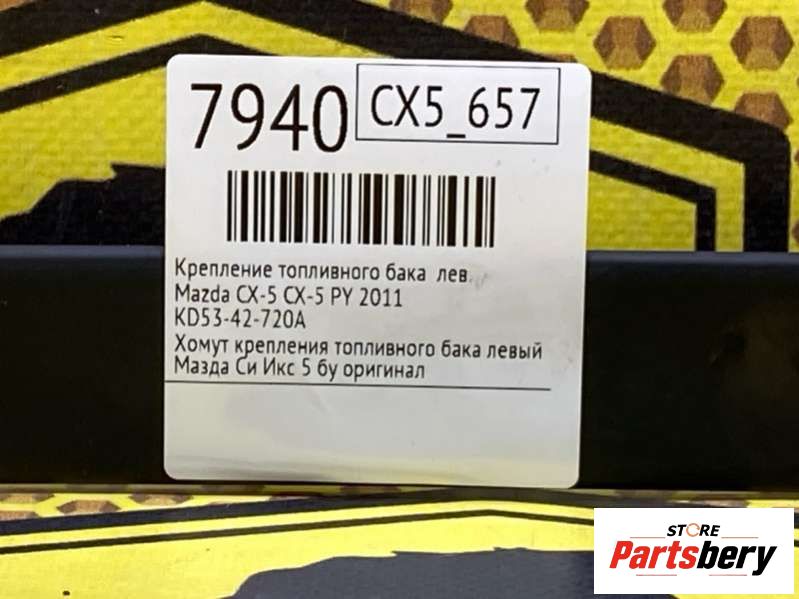 7940
CX5_657
Крепление топливного бака лев.
Mazda CX-5 CX-5 PY 2011
KD53-42-720A
Хомут крепления топливного бака левый
Мазда Си Икс 5 бу оригинал
STORE
Partsbery